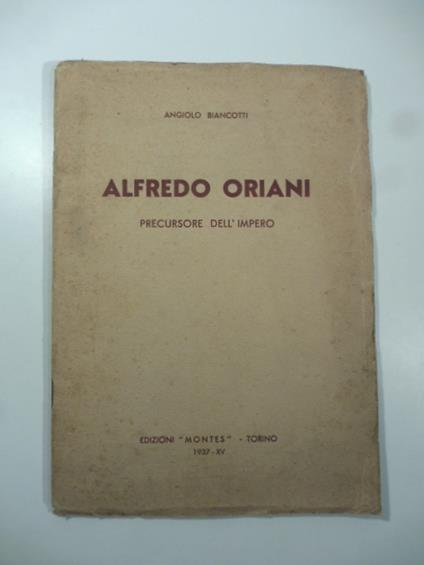 ANGIOLO BIANCOTTI
ALFREDO ORIANI
PRECURSORE DELL'IMPERO
EDIZIONI "MONTES" - TORINO
1937 - XV